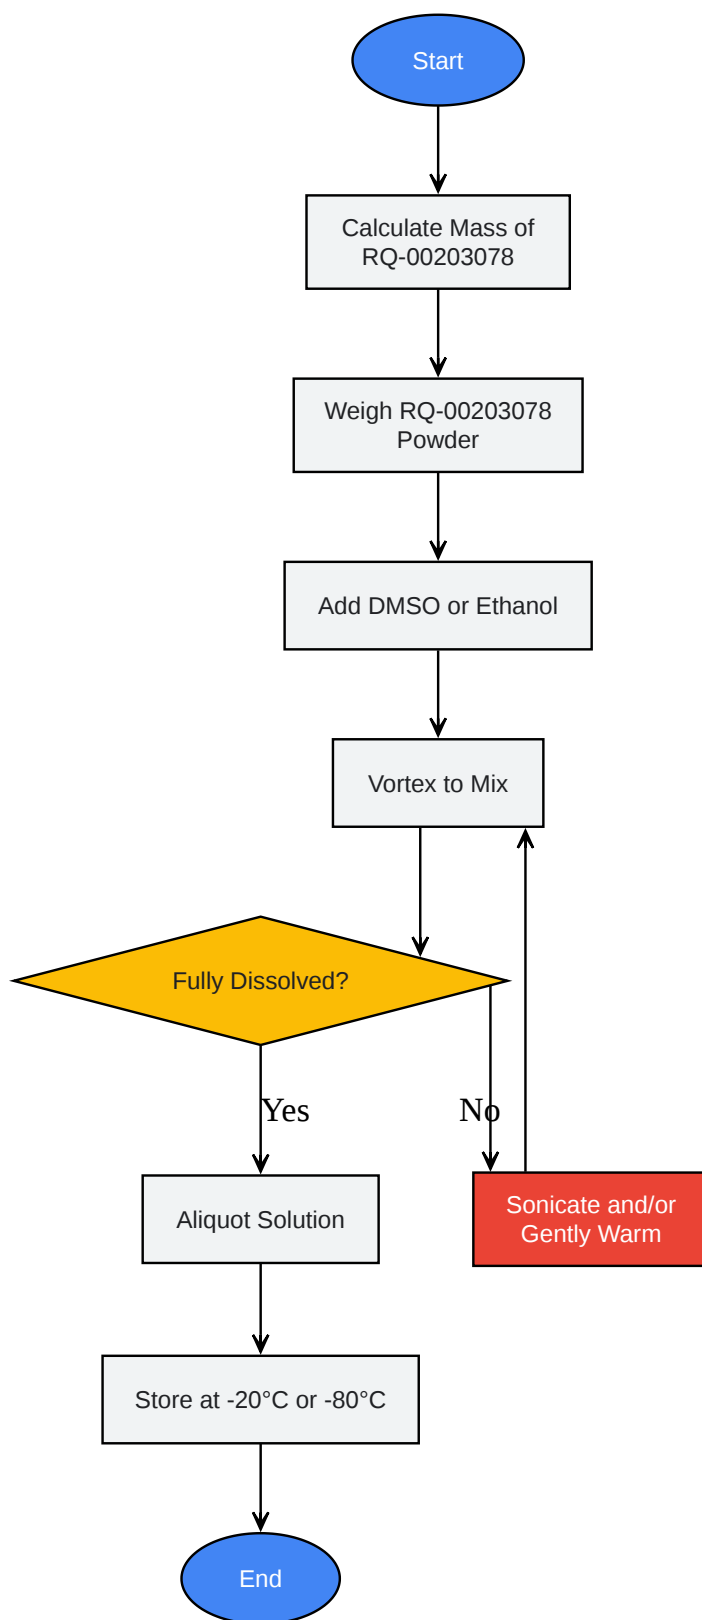 Start
Calculate Mass of
RQ-00203078
Weigh RQ-00203078
Powder
Add DMSO or Ethanol
Vortex to Mix
Fully Dissolved?
Yes
No
Sonicate and/or
Gently Warm
Aliquot Solution
Store at -20°C or -80°C
End